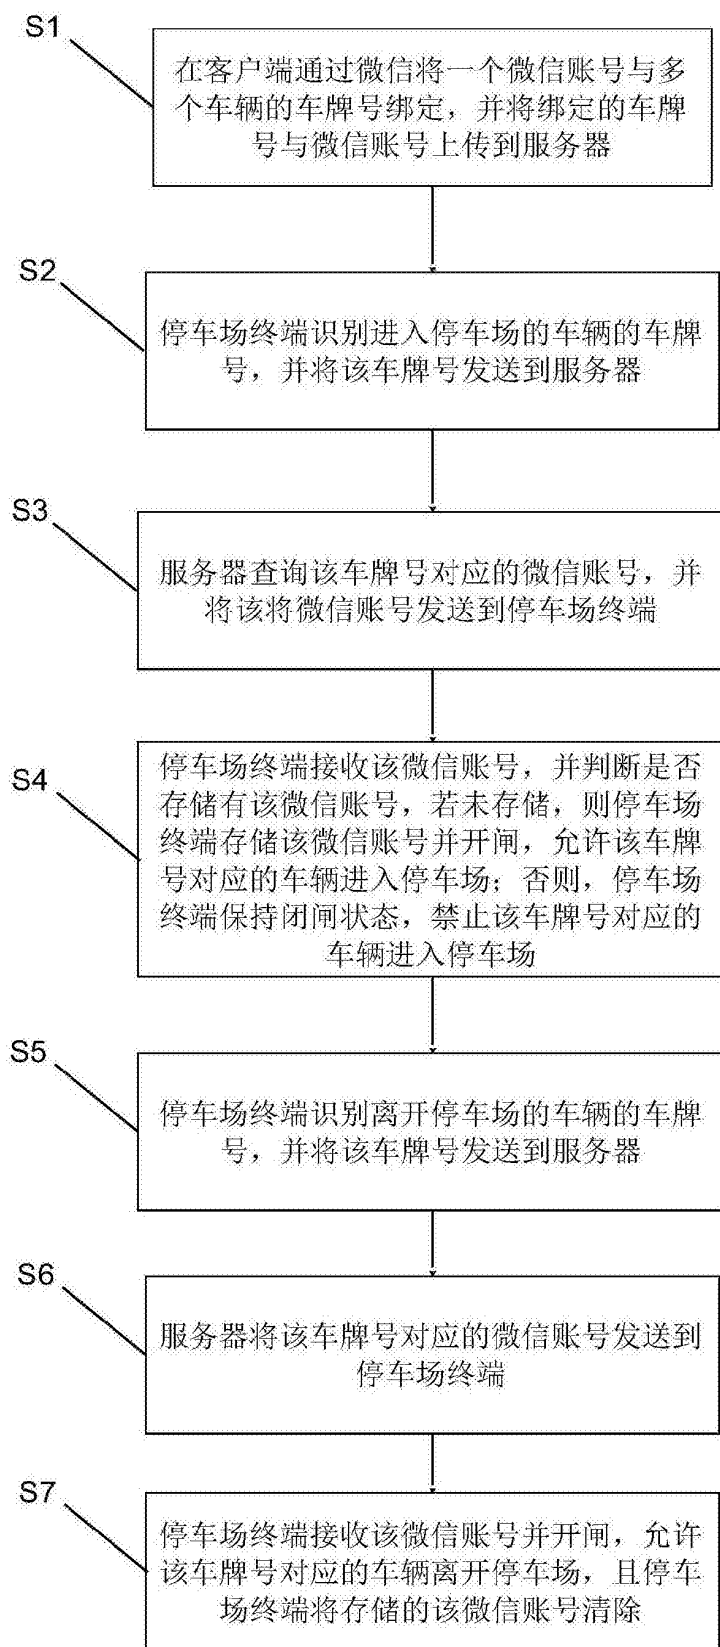 S1
在客户端通过微信将一个微信账号与多
个车辆的车牌号绑定，并将绑定的车牌
号与微信账号上传到服务器
S2
停车场终端识别进入停车场的车辆的车牌
号，并将该车牌号发送到服务器
S3
服务器查询该车牌号对应的微信账号，并
将该将微信账号发送到停车场终端
S4
停车场终端接收该微信账号，并判断是否
存储有该微信账号，若未存储，则停车场
终端存储该微信账号并开闸，允许该车牌
号对应的车辆进入停车场；否则，停车场
终端保持闭闸状态，禁止该车牌号对应的
车辆进入停车场
S5
停车场终端识别离开停车场的车辆的车牌
号，并将该车牌号发送到服务器
S6
服务器将该车牌号对应的微信账号发送到
停车场终端
S7
停车场终端接收该微信账号并开闸，允许
该车牌号对应的车辆离开停车场，且停车
场终端将存储的该微信账号清除